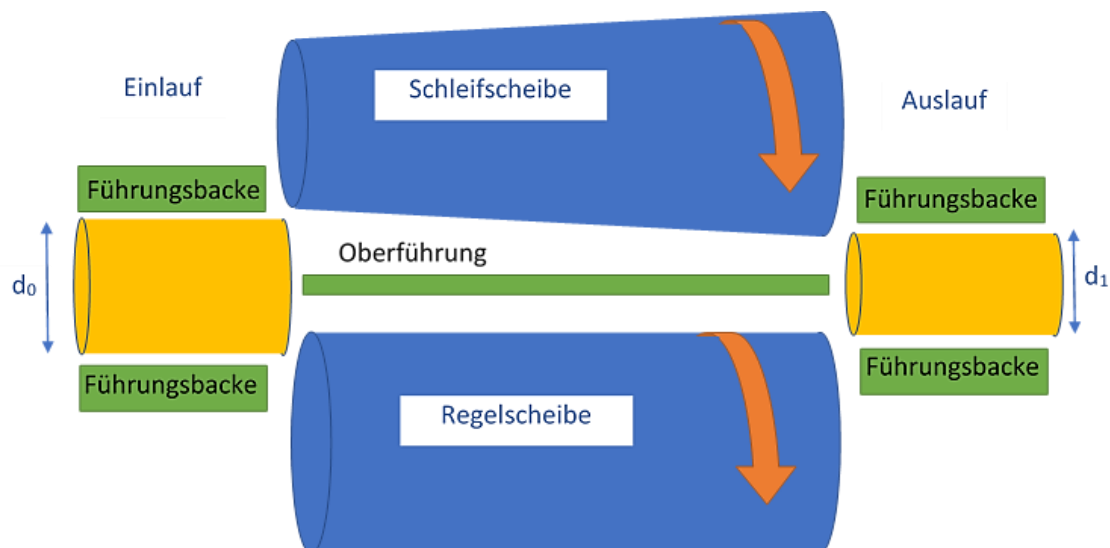 Einlauf
Schleifscheibe
Auslauf
Führungsbacke
Führungsbacke
Oberführung
d₀
d₁
Führungsbacke
Führungsbacke
Regelscheibe